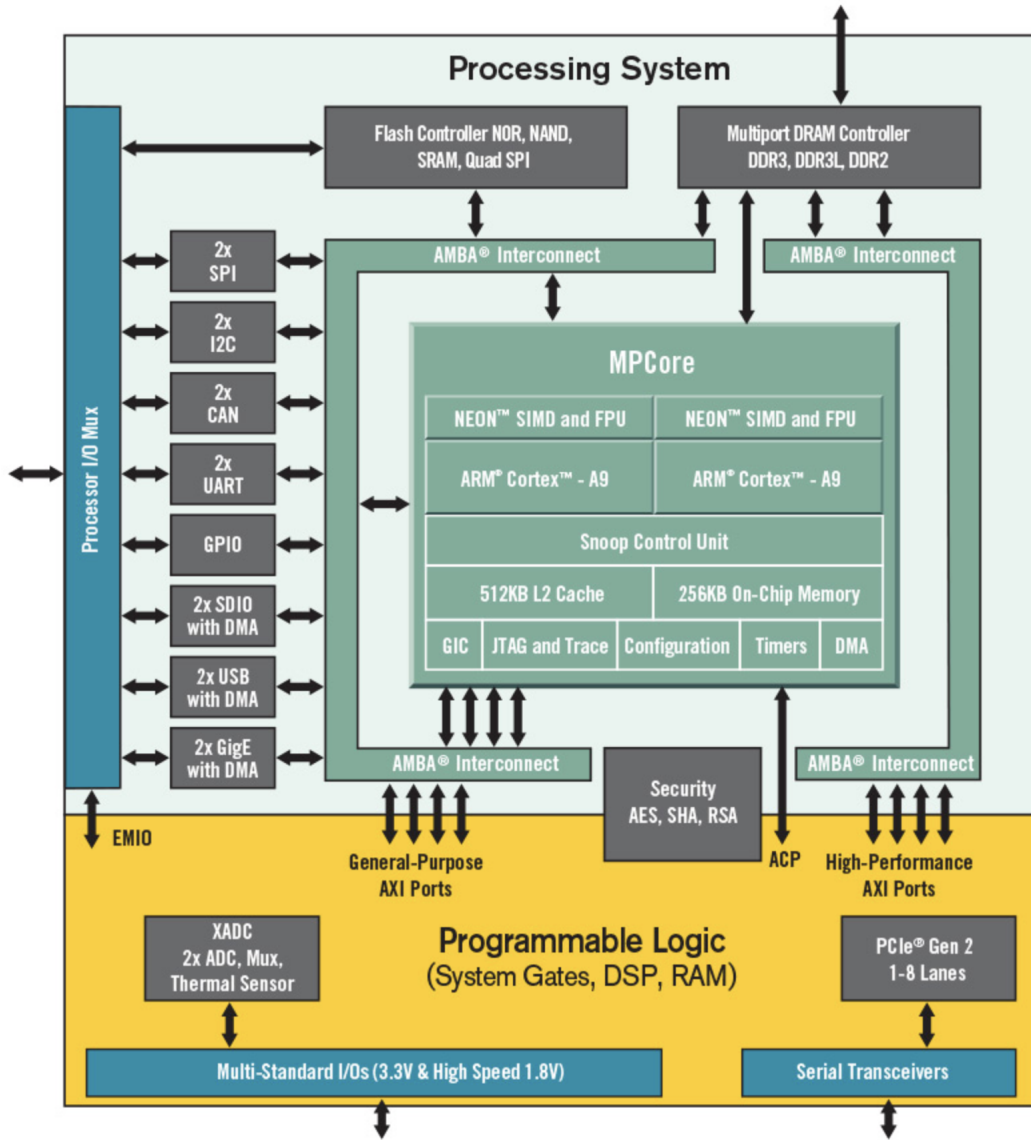 Processing System
Flash Controller NOR, NAND,
SRAM, Quad SPI
Multiport DRAM Controller
DDR3, DDR3L, DDR2
AMBA® Interconnect
AMBA® Interconnect
2x
SPI
2x
I2C
2x
CAN
2x
UART
GPIO
2x SDIO
with DMA
2x USB
with DMA
2x GigE
with DMA
Processor I/O Mux
MPCore
NEON™ SIMD and FPU
NEON™ SIMD and FPU
ARM® Cortex™ - A9
ARM® Cortex™ - A9
Snoop Control Unit
512KB L2 Cache
256KB On-Chip Memory
GIC
JTAG and Trace
Configuration
Timers
DMA
AMBA® Interconnect
AMBA® Interconnect
Security
AES, SHA, RSA
EMIO
General-Purpose
AXI Ports
ACP
High-Performance
AXI Ports
XADC
2x ADC, Mux,
Thermal Sensor
Programmable Logic
(System Gates, DSP, RAM)
PCIe® Gen 2
1-8 Lanes
Multi-Standard I/Os (3.3V & High Speed 1.8V)
Serial Transceivers